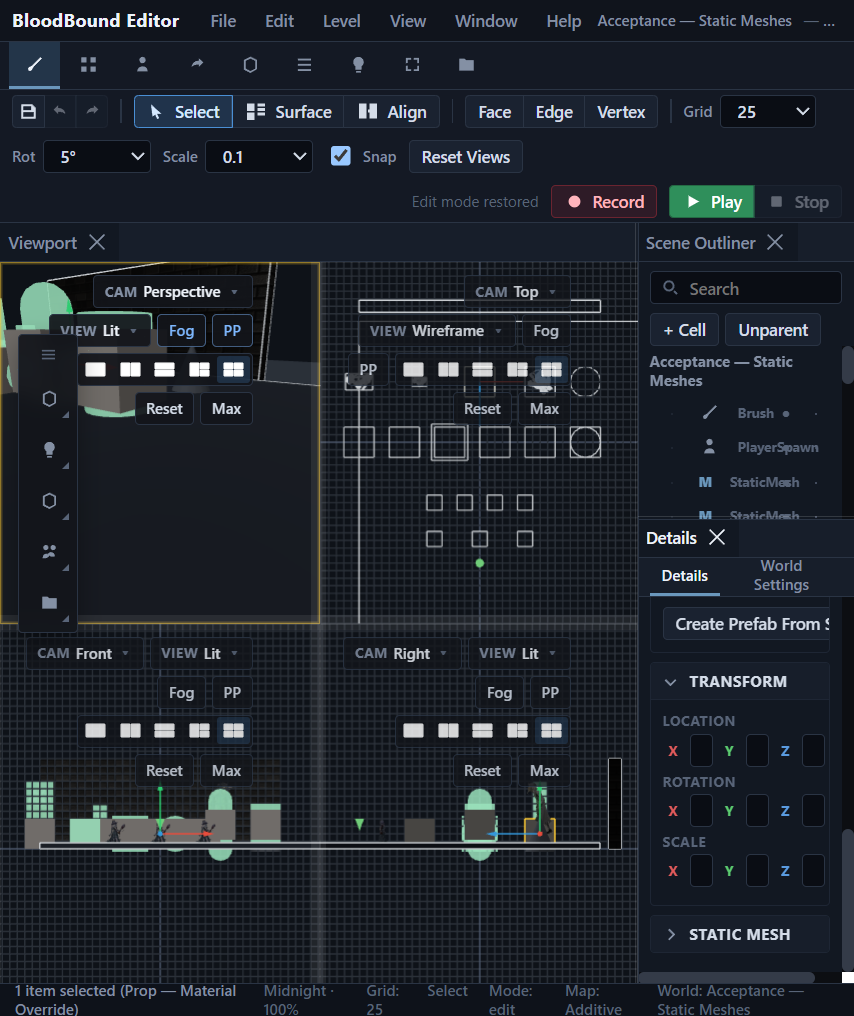 BloodBound Editor File Edit Level View Window Help Acceptance — Static Meshes — ...
Select Surface Align Face Edge Vertex Grid 25
Rot 5° Scale 0.1 Snap Reset Views
Edit mode restored Record Play Stop
Viewport
CAM Perspective
VIEW Lit Fog PP
Reset Max
CAM Top
VIEW Wireframe Fog
PP
Reset Max
CAM Front VIEW Lit
Fog PP
Reset Max
CAM Right VIEW Lit
Fog PP
Reset Max
Scene Outliner
Search
+ Cell Unparent
Acceptance — Static
Meshes
Brush
PlayerSpawn
M StaticMesh
M StaticMesh
Details
Details World
Settings
Create Prefab From S
TRANSFORM
LOCATION
X Y Z
ROTATION
X Y Z
SCALE
X Y Z
STATIC MESH
1 item selected (Prop — Material
Override)
Midnight ·
100%
Grid:
25
Select
Mode:
edit
Map:
Additive
World: Acceptance —
Static Meshes